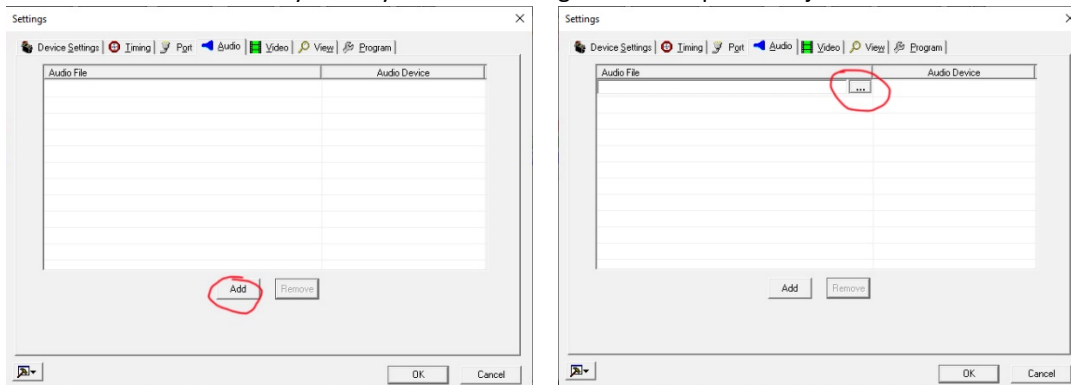 Settings
Device Settings Timing Port Audio Video View Program
Audio File Audio Device
Add Remove
OK Cancel
Settings
Device Settings Timing Port Audio Video View Program
Audio File Audio Device
...
Add Remove
OK Cancel